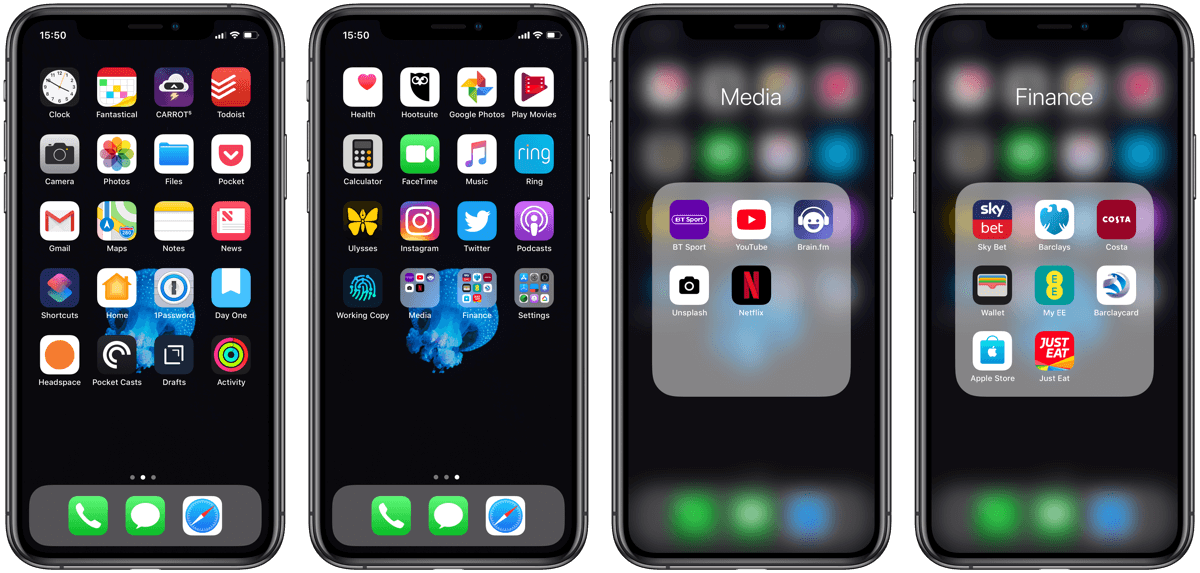 15:50
Clock Fantastical CARROT⁵ Todoist
Camera Photos Files Pocket
Gmail Maps Notes News
Shortcuts Home 1Password Day One
Headspace Pocket Casts Drafts Activity
15:50
Health Hootsuite Google Photos Play Movies
ring
Calculator FaceTime Music Ring
Ulysses Instagram Twitter Podcasts
Working Copy Media Finance Settings
Media
BT Sport
BT Sport YouTube Brain.fm
Unsplash Netflix
Finance
sky
bet
COSTA
Sky Bet Barclays Costa
EE
Wallet My EE Barclaycard
JUST
EAT
Apple Store Just Eat